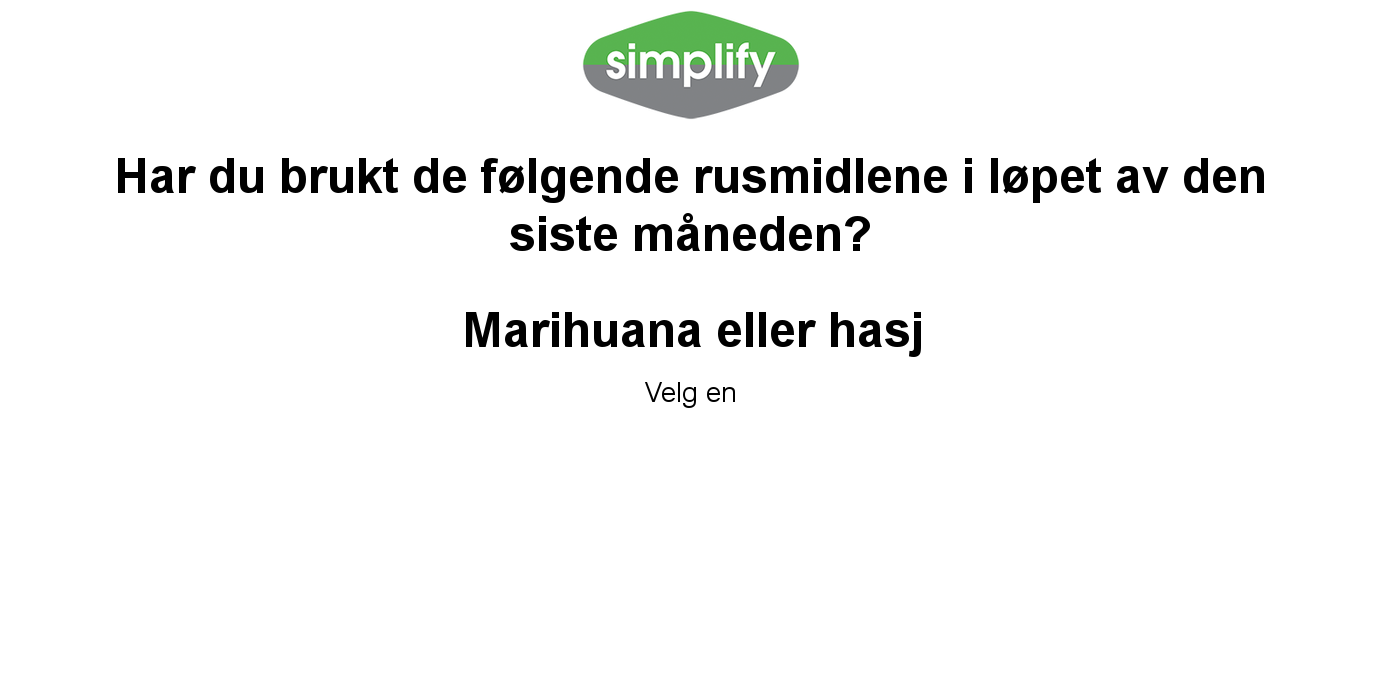 simplify
Har du brukt de følgende rusmidlene i løpet av den
siste måneden?
Marihuana eller hasj
Velg en